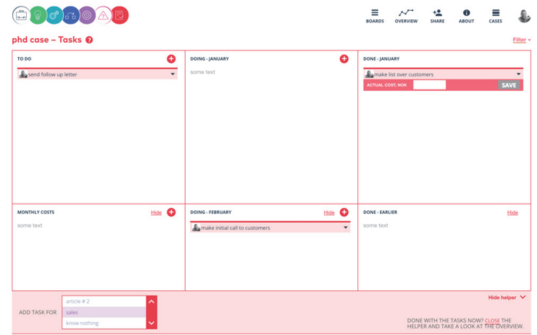 BOARDS OVERVIEW SHARE ABOUT CASES
phd case – Tasks ?
Filter
TO DO
send follow up letter
DOING - JANUARY
some text
DONE - JANUARY
make list over customers
ACTUAL COST: NOK
SAVE
MONTHLY COSTS Hide
some text
DOING - FEBRUARY Hide
make initial call to customers
DONE - EARLIER Hide
some text
Hide helper
ADD TASK FOR
article # 2
sales
know nothing
DONE WITH THE TASKS NOW? CLOSE THE
HELPER AND TAKE A LOOK AT THE OVERVIEW